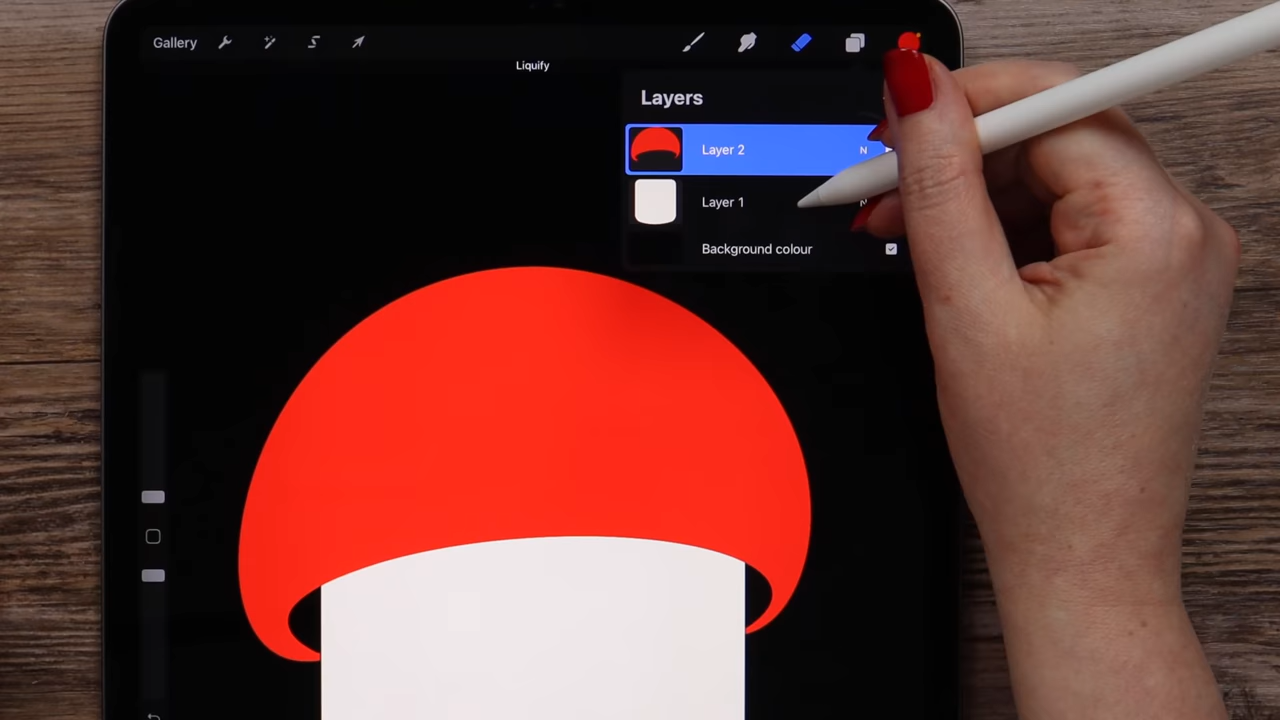 Gallery
Liquify
Layers
Layer 2 N
Layer 1 N
Background colour